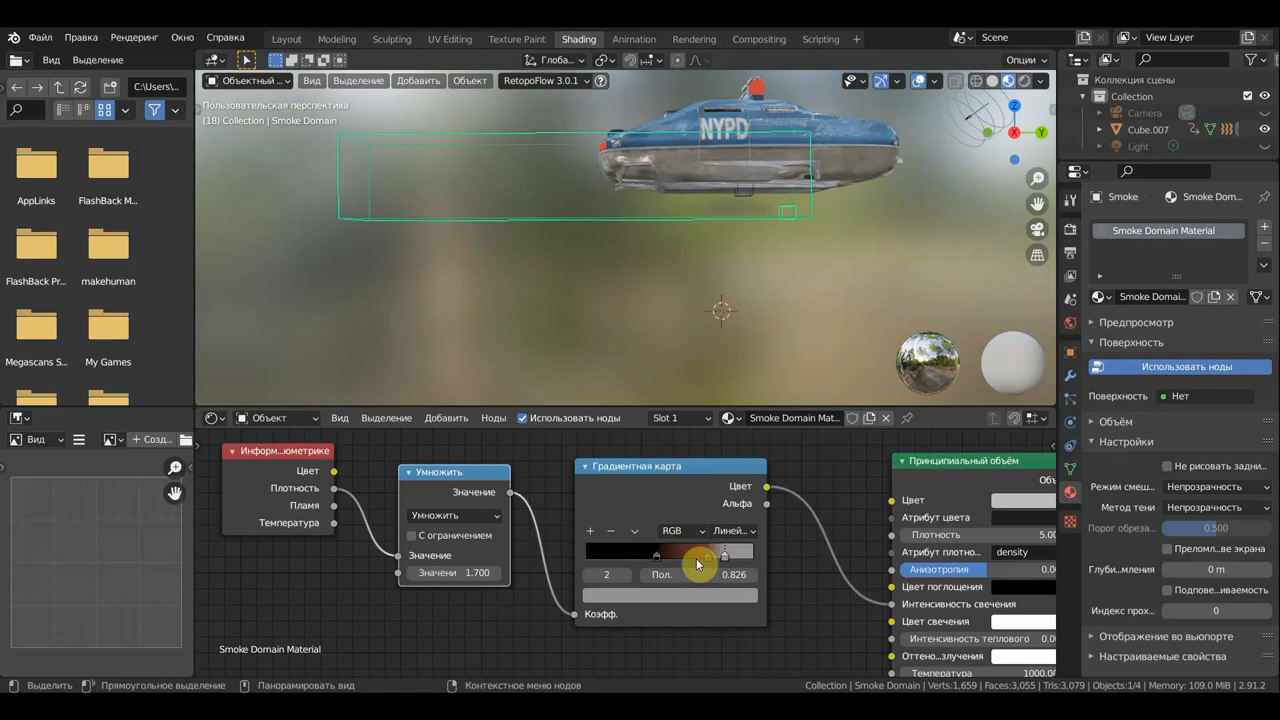 Файл Правка Рендеринг Окно Справка Layout Modeling Sculpting UV Editing Texture Paint Shading Animation Rendering Compositing Scripting + Scene View Layer
Вид Выделение Глоба... Опции
C:\Users\...
Объектный ... Вид Выделение Добавить Объект RetopoFlow 3.0.1
Пользовательская перспектива
(18) Collection | Smoke Domain
NYPD
Z
X
Y
AppLinks FlashBack M...
FlashBack Pr... makehuman
Megascans S... My Games
Коллекция сцены
Collection
Camera
Cube.007
Light
Smoke Smoke Dom...
Smoke Domain Material
Smoke Domai...
Предпросмотр
Поверхность
Использовать ноды
Поверхность Нет
Объём
Настройки
Не рисовать задни...
Режим смеш... Непрозрачность
Метод тени Непрозрачность
Порог обреза... 0.500
Преломл...ве экрана
Глуби...мления 0 m
Подпове...иваемость
Индекс прох... 0
Отображение во вьюпорте
Настраиваемые свойства
Вид + Созд...
Объект Вид Выделение Добавить Ноды Использовать ноды Slot 1 Smoke Domain Mat...
Информ...юметрике
Цвет
Плотность
Пламя
Температура
Умножить
Значение
Умножить
С ограничением
Значение
Значени 1.700
Градиентная карта
Цвет
Альфа
+ − RGB Линей...
2 Пол. 0.826
Коэфф.
Принципиальный объём
Объ
Цвет
Атрибут цвета
Плотность 5.00
Атрибут плотно... density
Анизотропия 0.00
Цвет поглощения
Интенсивность свечения
Цвет свечения
Интенсивность теплового 0.00
Оттено...злучения
Температура 1000.00
Smoke Domain Material
Выделить Прямоугольное выделение Панорамировать вид Контекстное меню нодов Collection | Smoke Domain | Verts:1,659 | Faces:3,055 | Tris:3,079 | Objects:1/4 | Memory: 109.0 MiB | 2.91.2